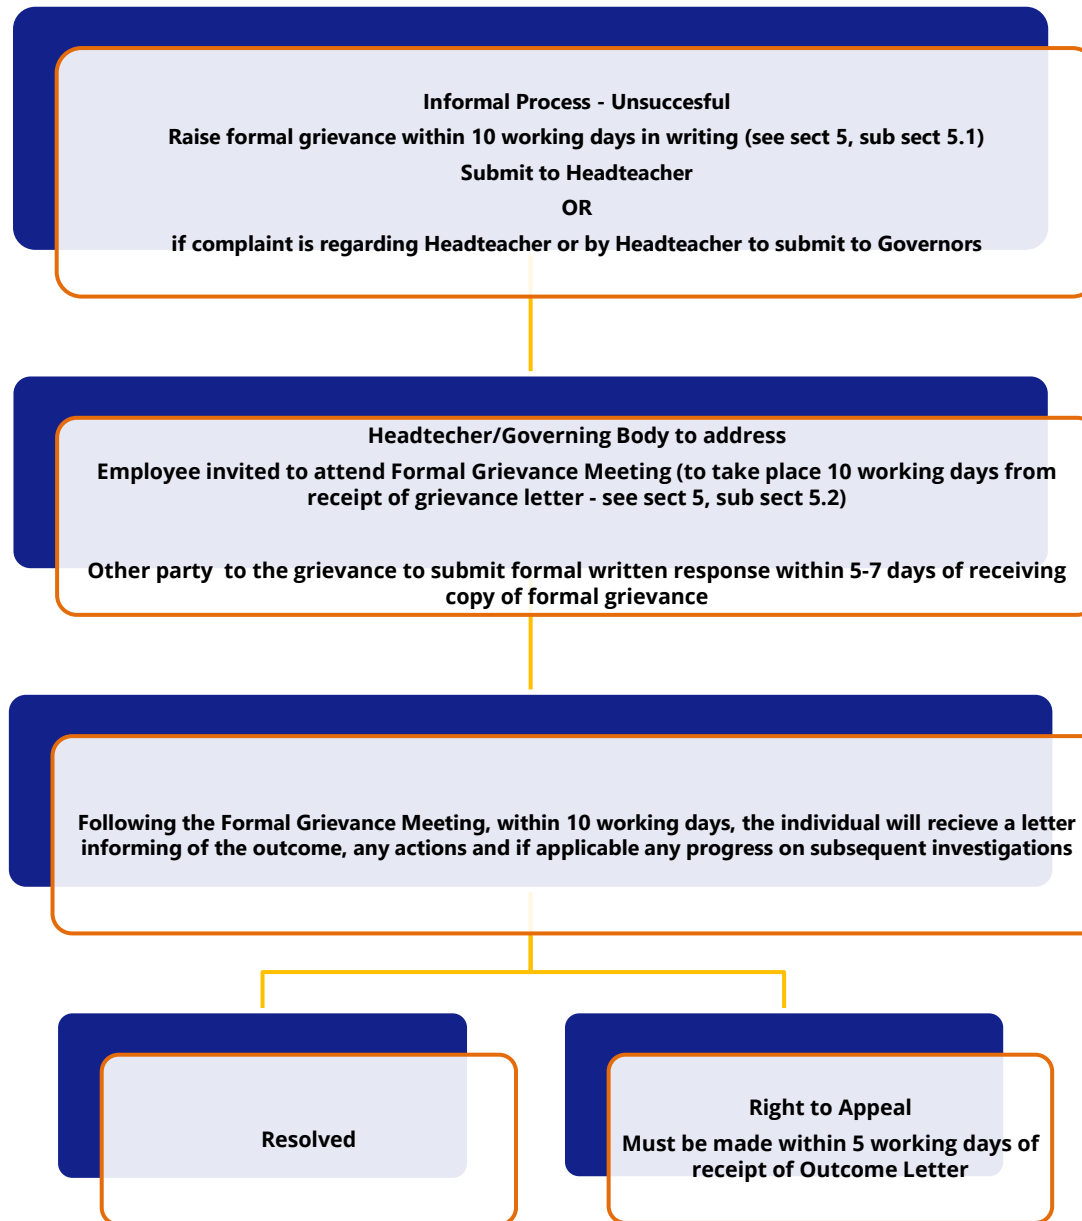 Informal Process - Unsuccesful
Raise formal grievance within 10 working days in writing (see sect 5, sub sect 5.1)
Submit to Headteacher
OR
if complaint is regarding Headteacher or by Headteacher to submit to Governors
Headtecher/Governing Body to address
Employee invited to attend Formal Grievance Meeting (to take place 10 working days from
receipt of grievance letter - see sect 5, sub sect 5.2)
Other party  to the grievance to submit formal written response within 5-7 days of receiving
copy of formal grievance
Following the Formal Grievance Meeting, within 10 working days, the individual will recieve a letter
informing of the outcome, any actions and if applicable any progress on subsequent investigations
Resolved
Right to Appeal
Must be made within 5 working days of
receipt of Outcome Letter